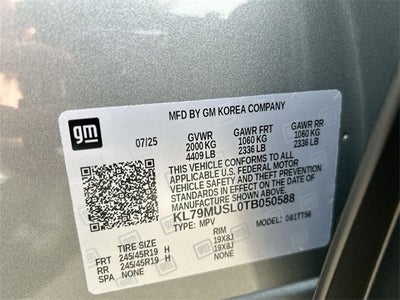 MFD BY GM KOREA COMPANY
gm
07/25 GVWR GAWR FRT GAWR RR
2000 KG 1060 KG 1060 KG
4409 LB 2336 LB 2336 LB
THIS VEHICLE CONFORMS TO ALL
APPLICABLE U.S. FEDERAL MOTOR
VEHICLE SAFETY AND THEFT PREVENTION
STANDARDS IN EFFECT ON THE DATE OF
MANUFACTURE SHOWN ABOVE.
KL79MUSL0TB050588
TYPE: MPV MODEL: 081TT56
TIRE SIZE RIM
FRT 245/45R19 H 19X8J
RR 245/45R19 H 19X8J
SPA NONE NONE